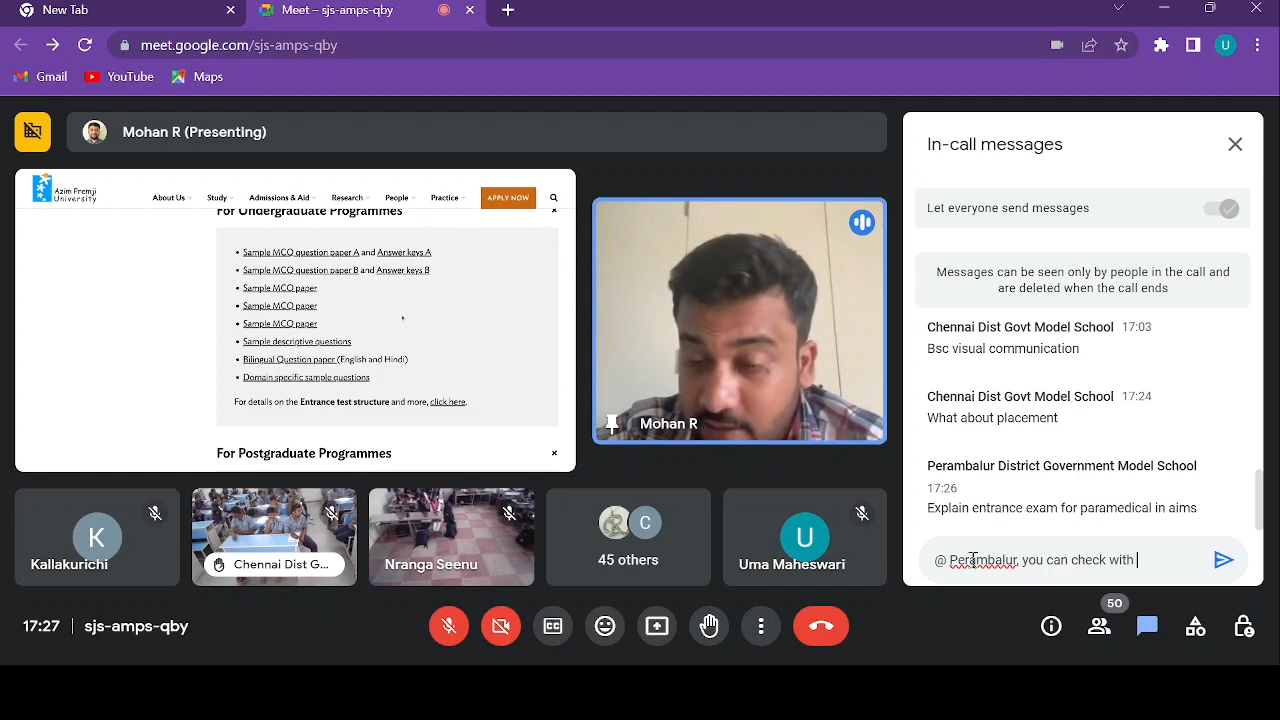 New Tab
Meet – sjs-amps-qby
meet.google.com/sjs-amps-qby
U
Gmail
YouTube
Maps
Mohan R (Presenting)
Azim Premji
University
About Us
Study
Admissions & Aid
Research
People
Practice
APPLY NOW
For Undergraduate Programmes
• Sample MCQ question paper A and Answer keys A
• Sample MCQ question paper B and Answer keys B
• Sample MCQ paper
• Sample MCQ paper
• Sample MCQ paper
• Sample descriptive questions
• Bilingual Question paper (English and Hindi)
• Domain specific sample questions
For details on the Entrance test structure and more, click here.
For Postgraduate Programmes
Mohan R
K
Kallakurichi
Chennai Dist G...
Nranga Seenu
R
C
45 others
U
Uma Maheswari
In-call messages
Let everyone send messages
Messages can be seen only by people in the call and
are deleted when the call ends
Chennai Dist Govt Model School 17:03
Bsc visual communication
Chennai Dist Govt Model School 17:24
What about placement
Perambalur District Government Model School
17:26
Explain entrance exam for paramedical in aims
@ Perambalur, you can check with
17:27
sjs-amps-qby
50